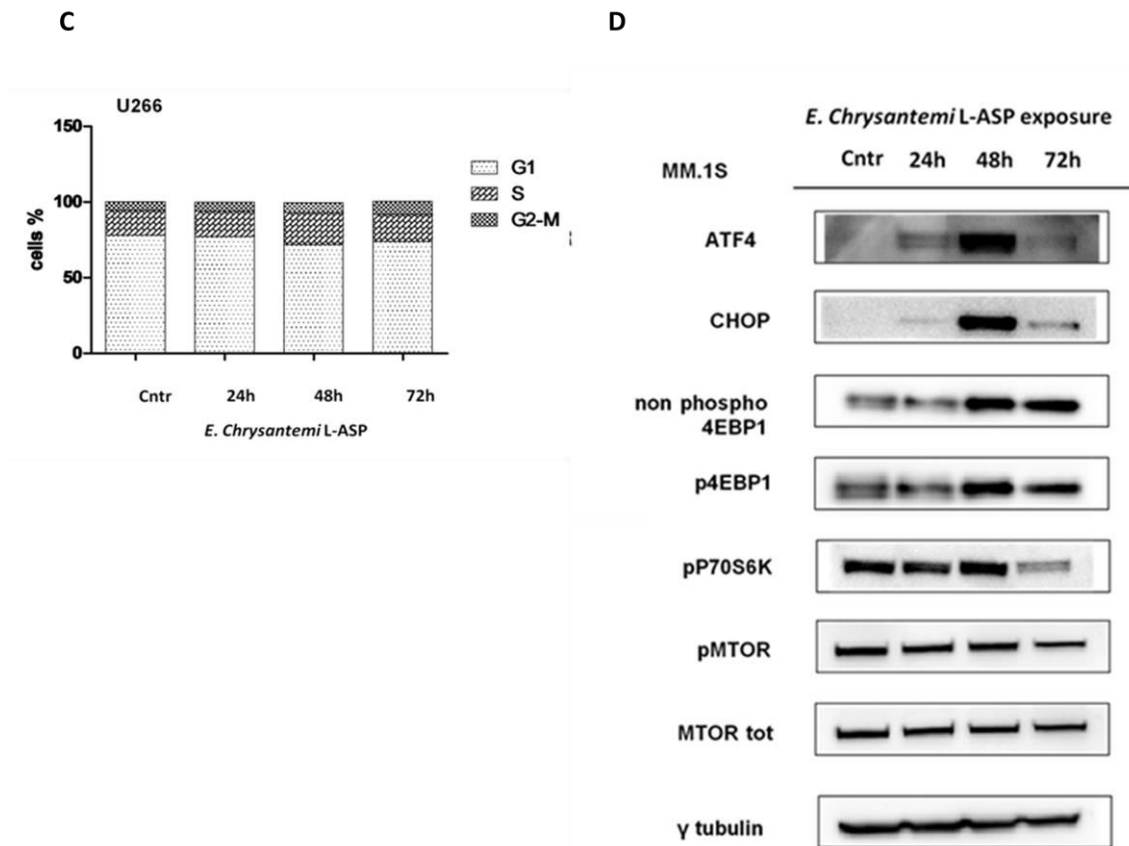 C
U266
150
100
50
0
cells %
G1
S
G2-M
Cntr 24h 48h 72h
E. Chrysantemi L-ASP
D
E. Chrysantemi L-ASP exposure
MM.1S
Cntr 24h 48h 72h
ATF4
CHOP
non phospho
4EBP1
p4EBP1
pP70S6K
pMTOR
MTOR tot
γ tubulin